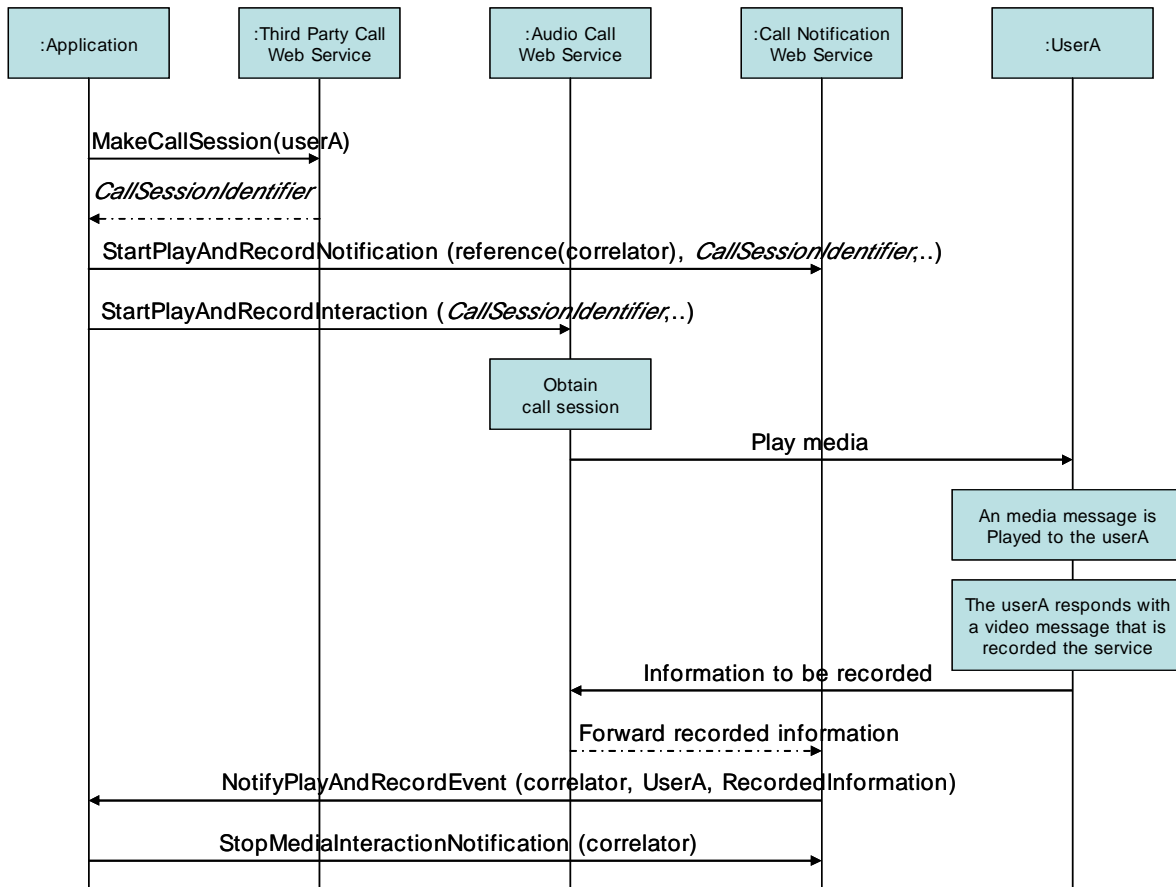 :Application
:Third Party Call
Web Service
:Audio Call
Web Service
:Call Notification
Web Service
:UserA
MakeCallSession(userA)
CallSessionIdentifier
StartPlayAndRecordNotification (reference(correlator), CallSessionIdentifier,..)
StartPlayAndRecordInteraction (CallSessionIdentifier,..)
Obtain
call session
Play media
An media message is
Played to the userA
The userA responds with
a video message that is
recorded the service
Information to be recorded
Forward recorded information
NotifyPlayAndRecordEvent (correlator, UserA, RecordedInformation)
StopMediaInteractionNotification (correlator)